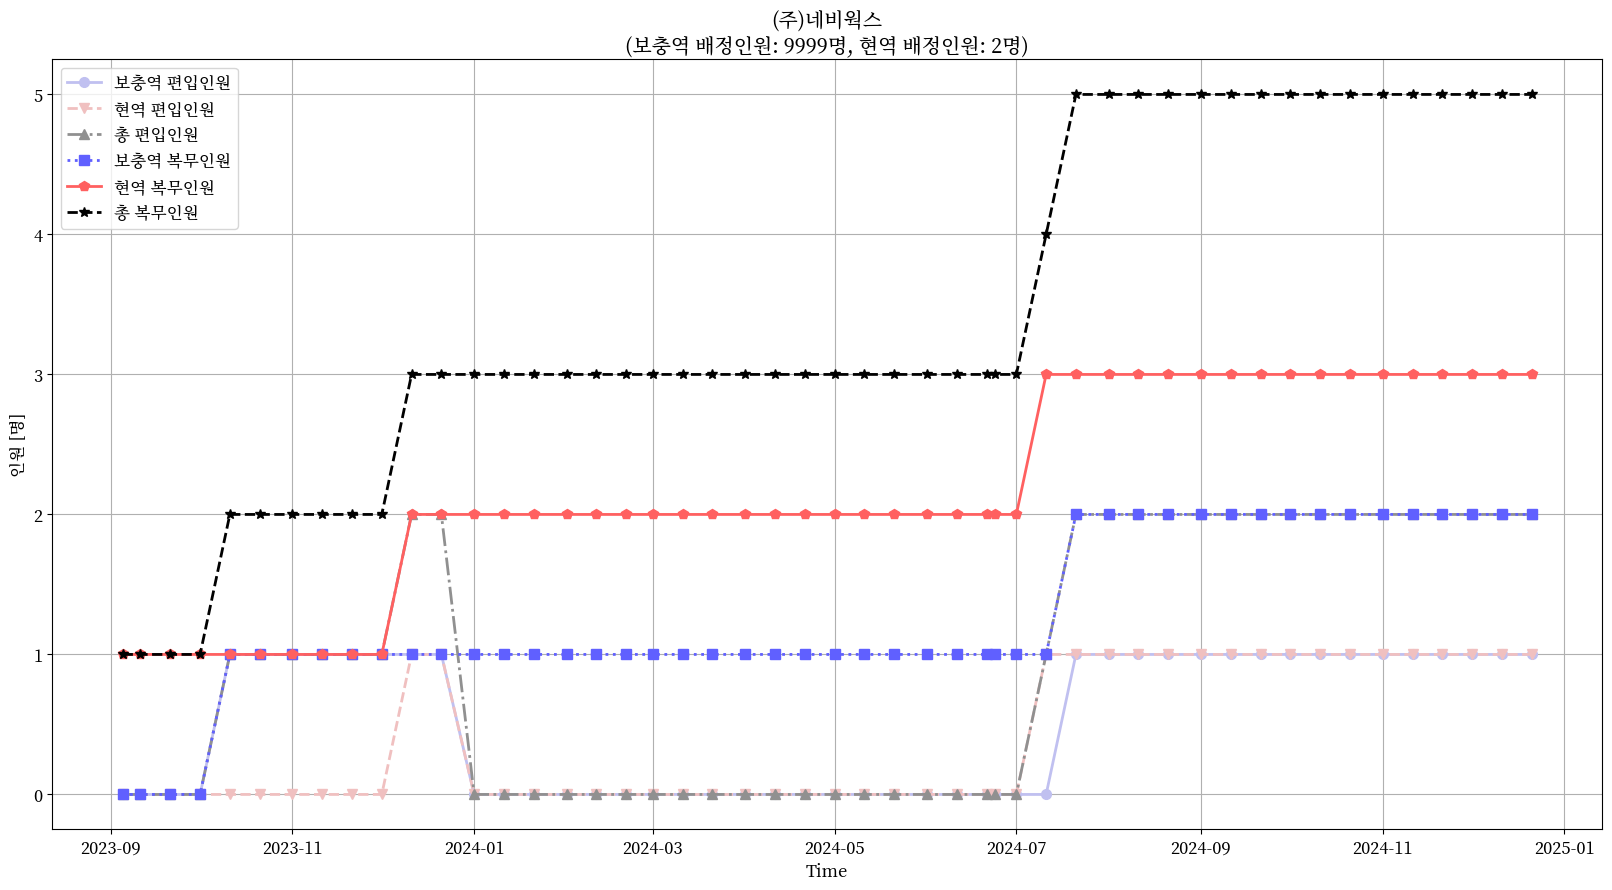 (주)네비웍스
(보충역 배정인원: 9999명, 현역 배정인원: 2명)
보충역 편입인원
현역 편입인원
총 편입인원
보충역 복무인원
현역 복무인원
총 복무인원
5
4
3
2
1
0
인원 [명]
2023-09
2023-11
2024-01
2024-03
2024-05
2024-07
2024-09
2024-11
2025-01
Time